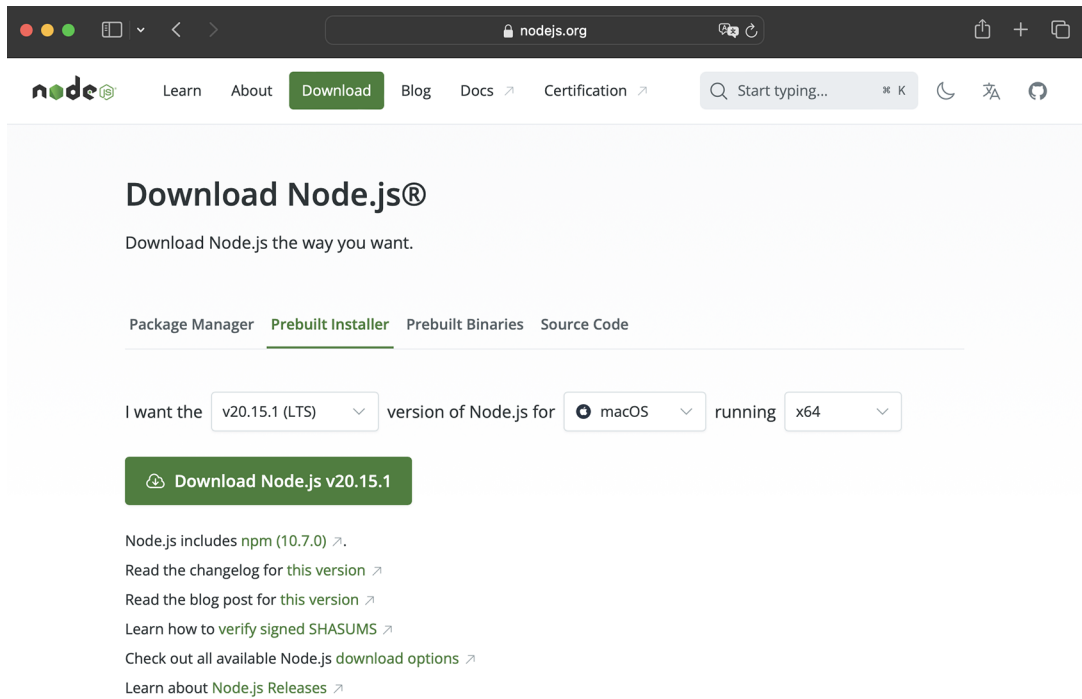 nodejs.org
node JS
Learn About Download Blog Docs Certification Start typing... ⌘ K
Download Node.js®
Download Node.js the way you want.
Package Manager Prebuilt Installer Prebuilt Binaries Source Code
I want the v20.15.1 (LTS) version of Node.js for macOS running x64
Download Node.js v20.15.1
Node.js includes npm (10.7.0) ↗.
Read the changelog for this version ↗
Read the blog post for this version ↗
Learn how to verify signed SHASUMS ↗
Check out all available Node.js download options ↗
Learn about Node.js Releases ↗